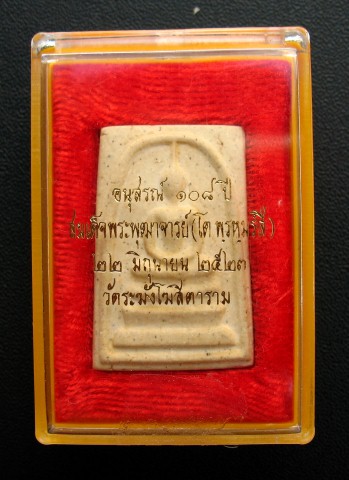 อนุสรณ์ ๑๐๘ ปี
สมเด็จพระพุฒาจารย์(โต พรหมรังสี)
๒๒ มิถุนายน ๒๕๒๓
วัดระฆังโฆสิตาราม